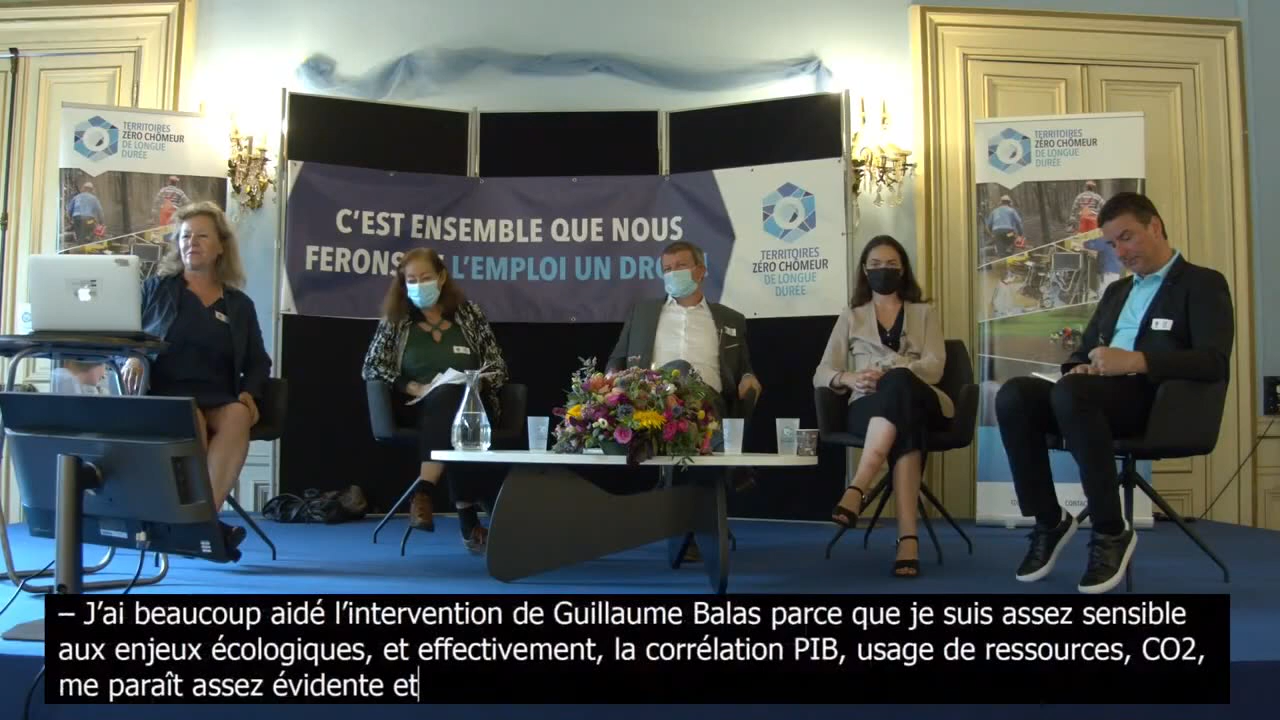 TERRITOIRES
ZÉRO CHÔMEUR
DE LONGUE
DURÉE
C'EST ENSEMBLE QUE NOUS
FERONS L'EMPLOI UN DRO
TERRITOIRES
ZÉRO CHÔMEUR
DE LONGUE
DURÉE
TERRITOIRES
ZÉRO CHÔMEUR
DE LONGUE
DURÉE
– J'ai beaucoup aidé l'intervention de Guillaume Balas parce que je suis assez sensible
aux enjeux écologiques, et effectivement, la corrélation PIB, usage de ressources, CO2,
me paraît assez évidente et